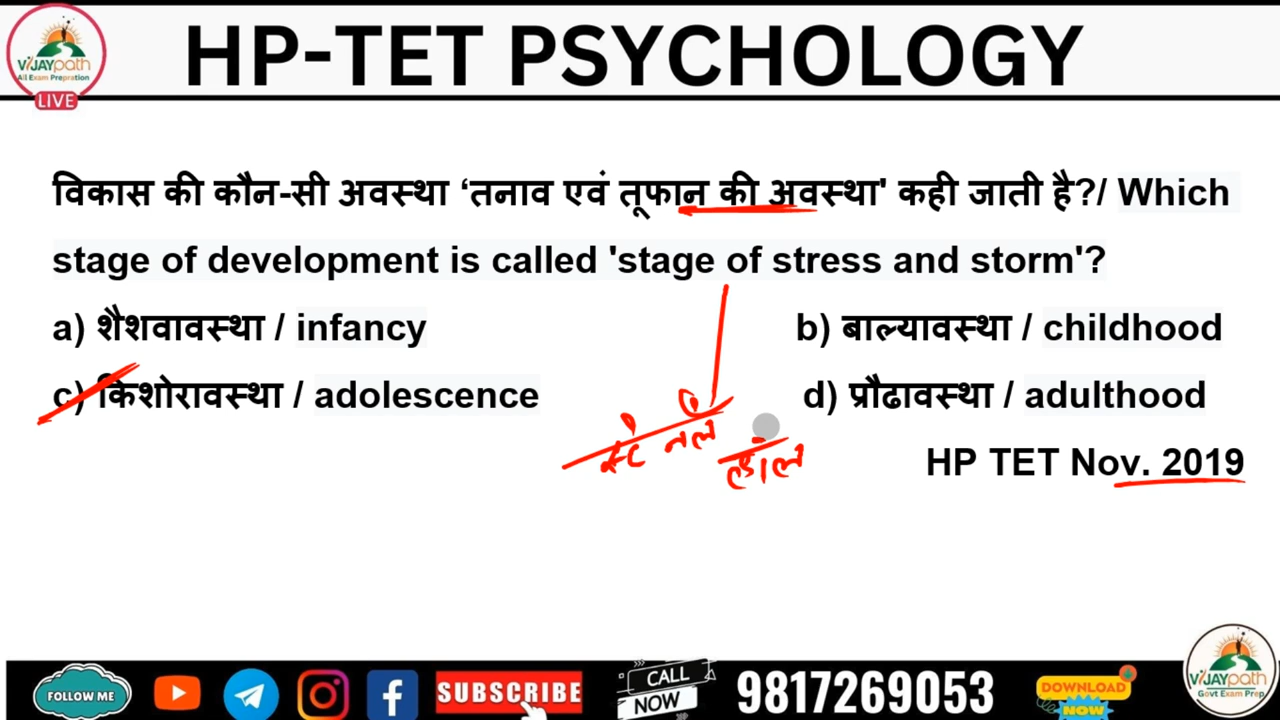 HP-TET PSYCHOLOGY
ViJAYpath
All Exam Prepration
LIVE
विकास की कौन-सी अवस्था ‘तनाव एवं तूफान की अवस्था' कही जाती है?/ Which
stage of development is called 'stage of stress and storm'?
a) शैशवावस्था / infancy
b) बाल्यावस्था / childhood
c) किशोरावस्था / adolescence
d) प्रौढावस्था / adulthood
HP TET Nov. 2019
FOLLOW ME
SUBSCRIBE
CALL
NOW
9817269053
DOWNLOAD
NOW
ViJAYpath
Govt Exam Prep